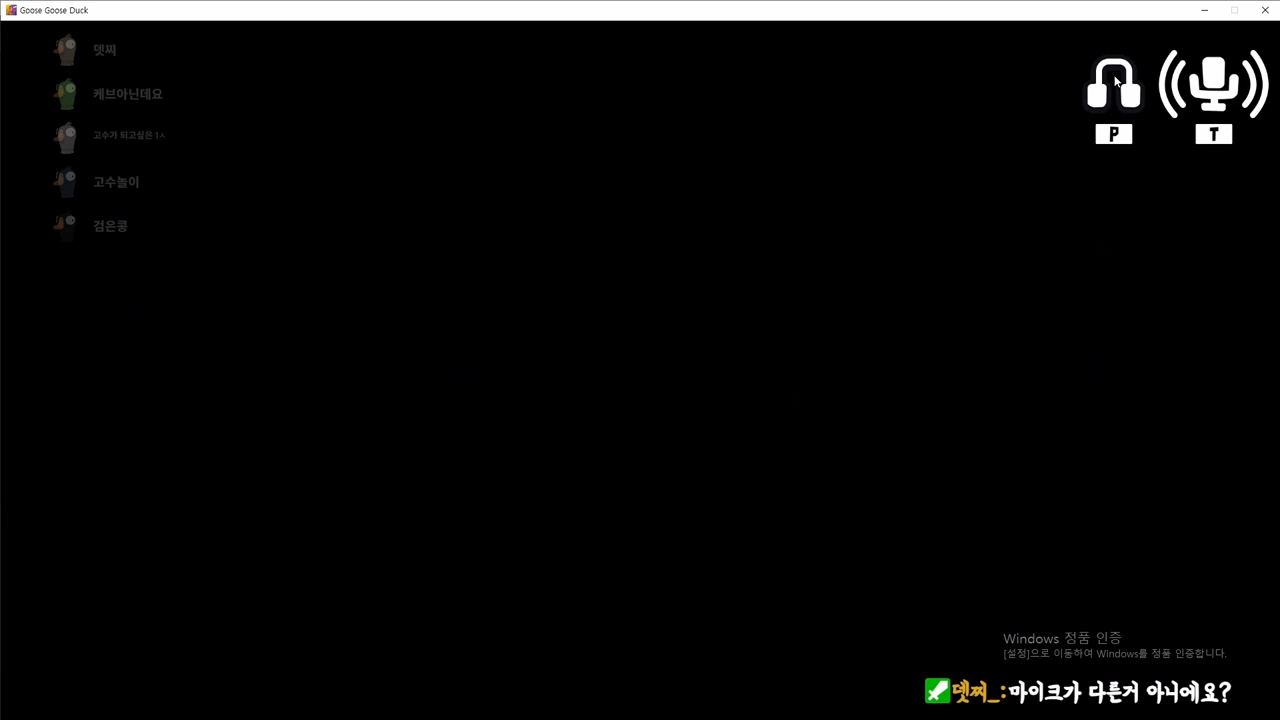 Goose Goose Duck
뎃찌
케브아닌데요
고수가 되고싶은 1ㅅ
고수놀이
검은콩
P
T
Windows 정품 인증
[설정]으로 이동하여 Windows를 정품 인증합니다.
뎃찌_:마이크가 다른거 아니에요?